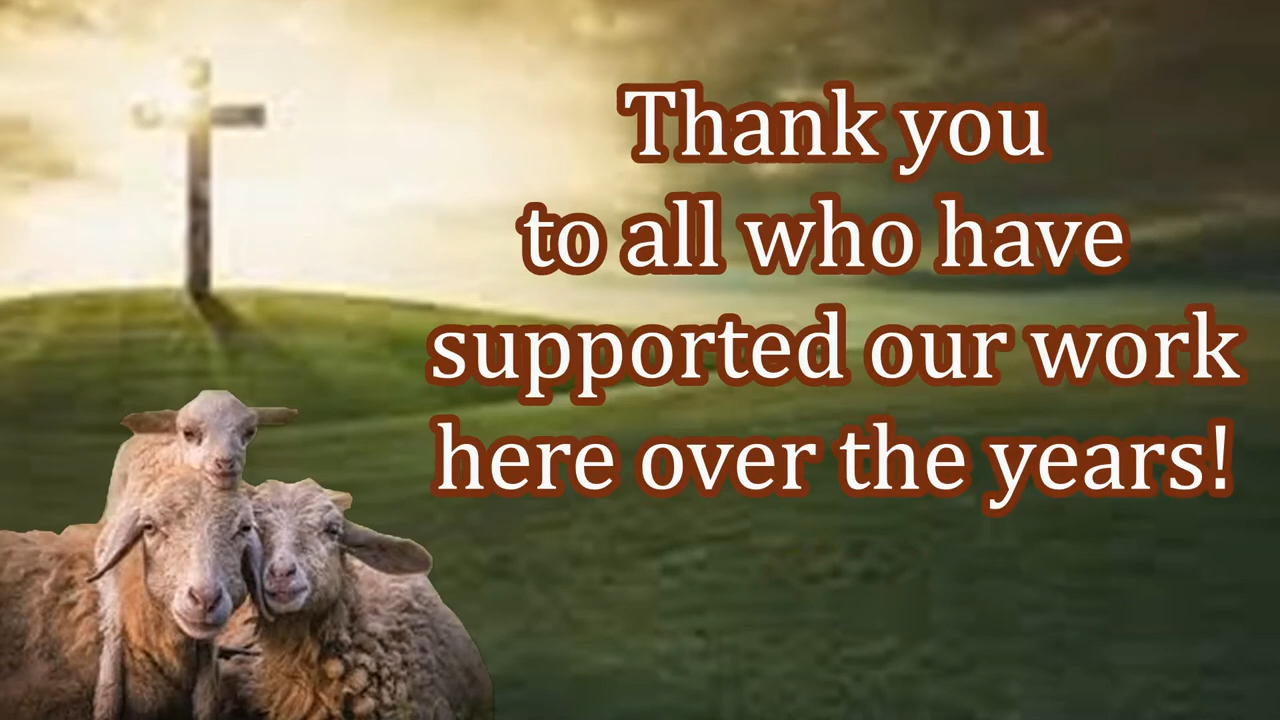 Thank you
to all who have
supported our work
here over the years!